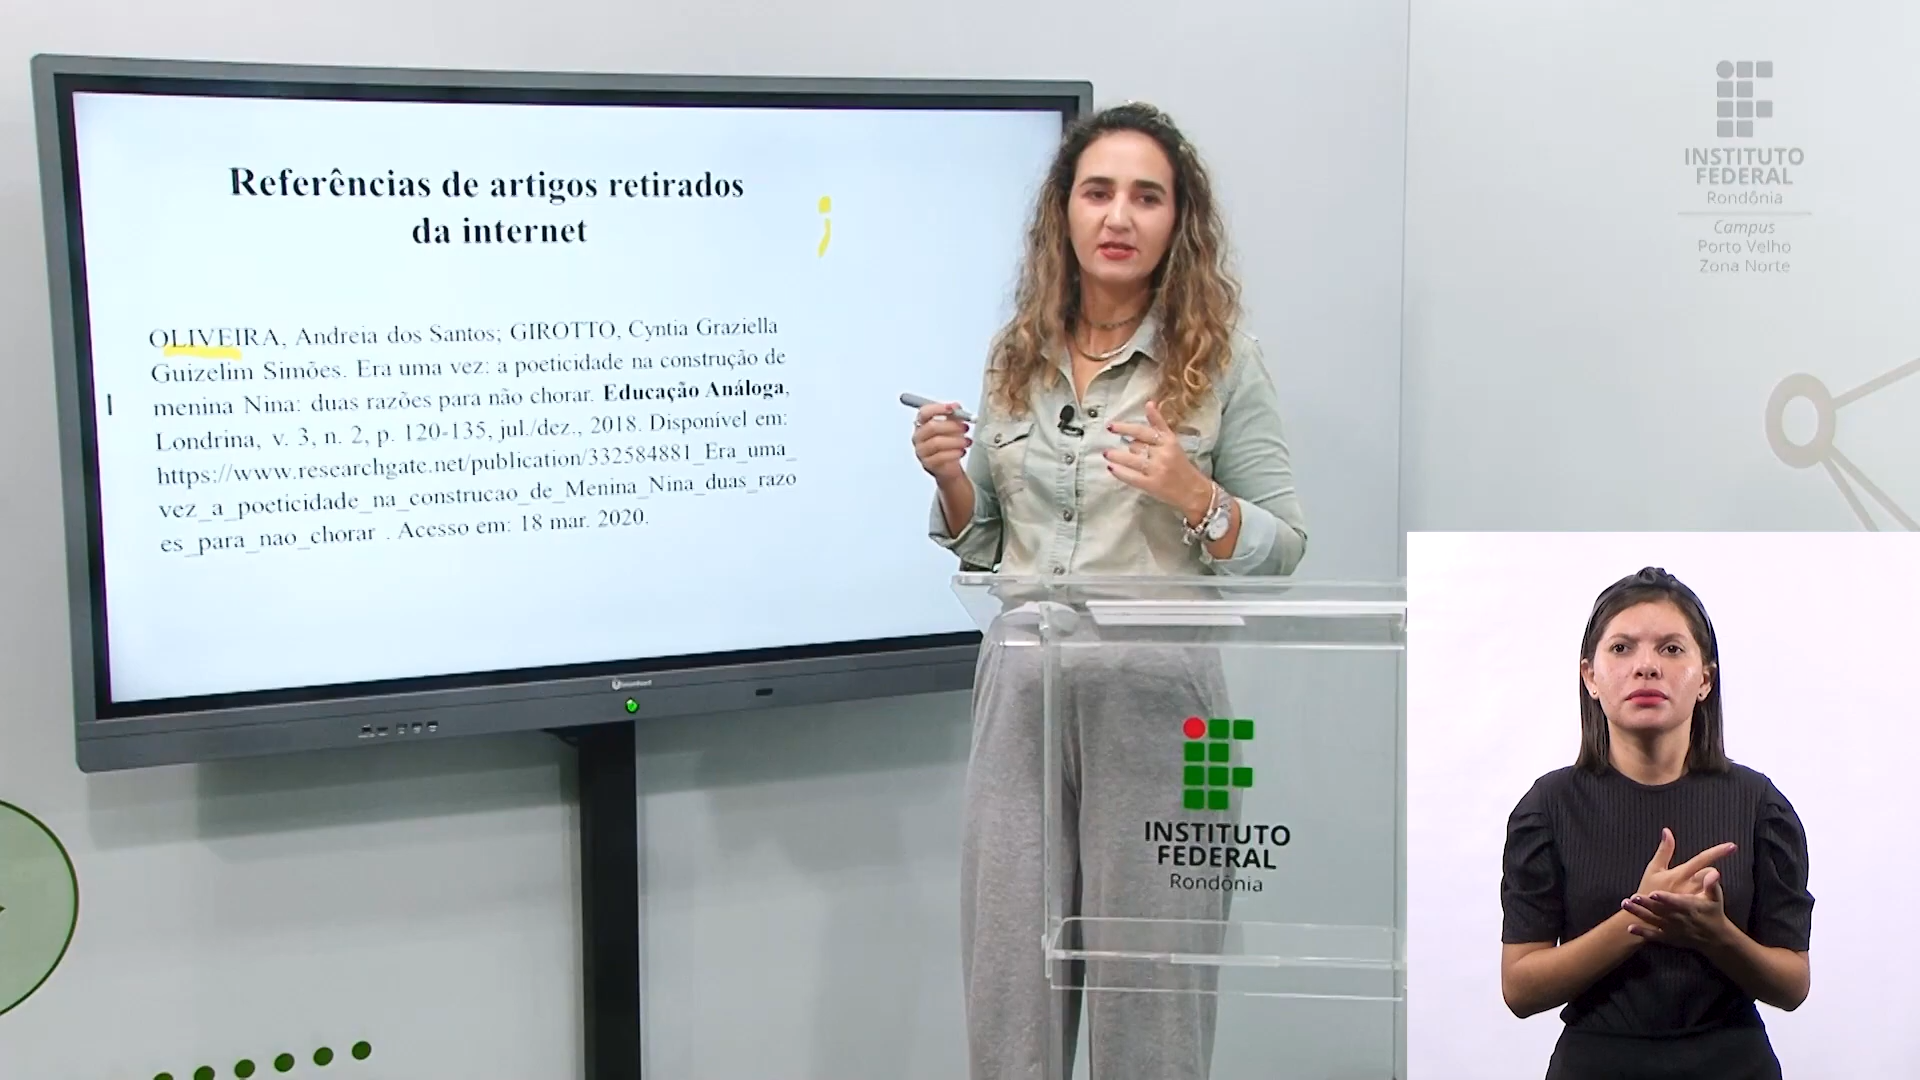 Referências de artigos retirados
da internet
;
OLIVEIRA, Andreia dos Santos; GIROTTO, Cyntia Graziella
Guizelim Simões. Era uma vez: a poeticidade na construção de
menina Nina: duas razões para não chorar. Educação Análoga,
Londrina, v. 3, n. 2, p. 120-135, jul./dez., 2018. Disponível em:
https://www.researchgate.net/publication/332584881_Era_uma_
vez_a_poeticidade_na_construcao_de_Menina_Nina_duas_razo
es_para_nao_chorar . Acesso em: 18 mar. 2020.
INSTITUTO
FEDERAL
Rondônia
Campus
Porto Velho
Zona Norte
INSTITUTO
FEDERAL
Rondônia